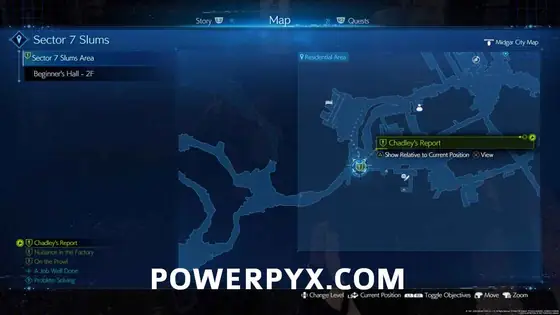 Story
Map
Quests
Sector 7 Slums
Midgar City Map
Sector 7 Slums Area
Beginner's Hall - 2F
Residential Area
Chadley's Report
Show Relative to Current Position
View
Chadley's Report
Nuisance in the Factory
On the Prowl
A Job Well Done
Problem Solving
POWERPYX.COM
Change Level
Current Position
Toggle Objectives
Move
Zoom